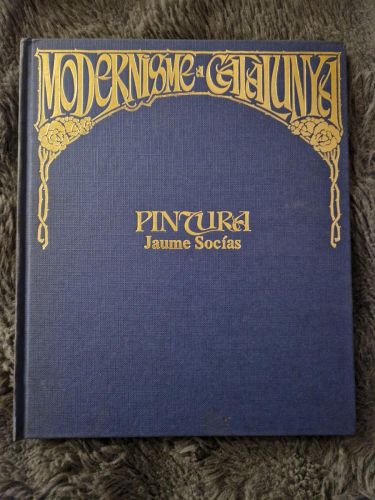 MODERNISME a CATALUNYA
PINTURA
Jaume Socías